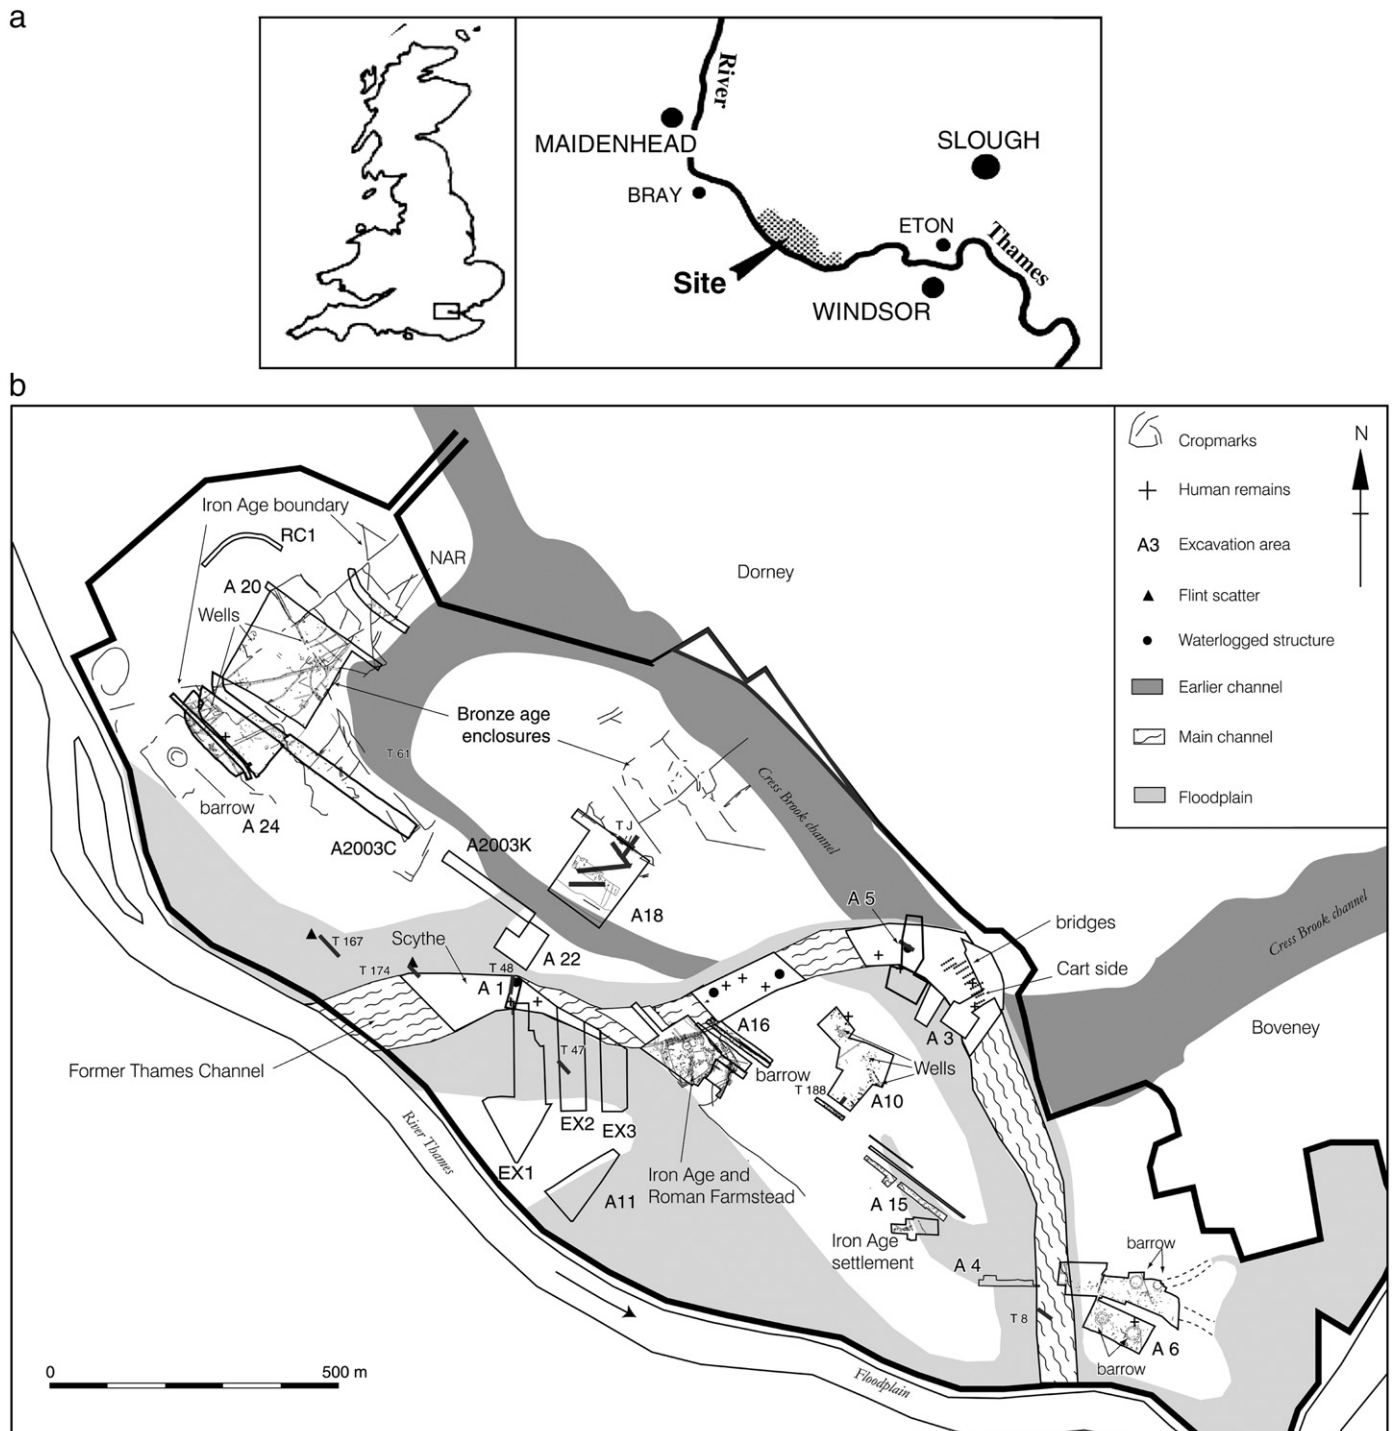 a
River
MAIDENHEAD
SLOUGH
BRAY
ETON
Thames
Site
WINDSOR
b
N
Cropmarks
Human remains
A3 Excavation area
Flint scatter
Waterlogged structure
Earlier channel
Main channel
Floodplain
Iron Age boundary
RC1
NAR
Dorney
A 20
Wells
Bronze age
enclosures
T 61
Cress Brook channel
barrow
A 24
A2003C
A2003K
T J
A18
A 5
bridges
Cress Brook channel
T 167
Scythe
T 174
T 48
A 22
A 1
Cart side
A16
A 3
Boveney
Former Thames Channel
T 47
barrow
Wells
T 188
A10
River Thames
EX2
EX3
EX1
A11
Iron Age and
Roman Farmstead
A 15
Iron Age
settlement
A 4
barrow
T 8
A 6
barrow
0 500 m
Floodplain